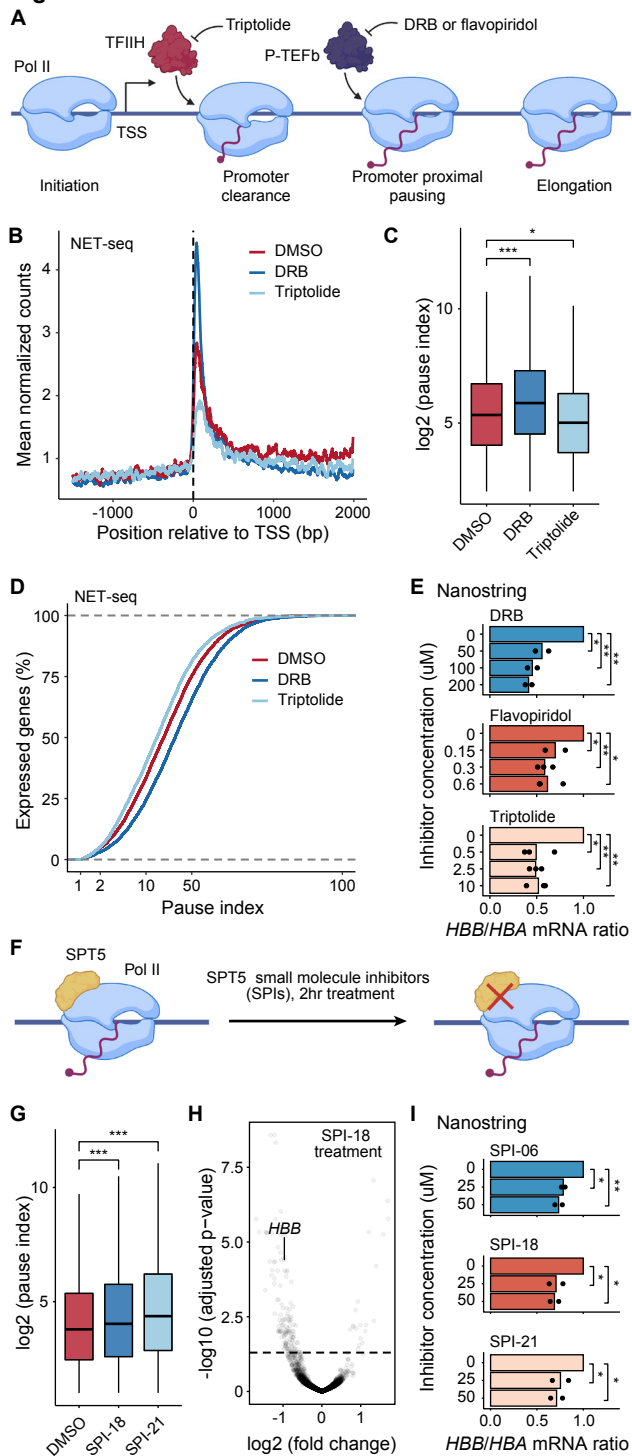 A
TFIIH
Triptolide
P-TEFb
DRB or flavopiridol
Pol II
TSS
Initiation
Promoter
clearance
Promoter proximal
pausing
Elongation
B
NET-seq
DMSO
DRB
Triptolide
Mean normalized counts
4
3
2
1
-1000
0
1000
2000
Position relative to TSS (bp)
C
*
***
log2 (pause index)
10
5
DMSO
DRB
Triptolide
D
NET-seq
DMSO
DRB
Triptolide
Expressed genes (%)
100
75
50
25
0
1
2
10
50
100
Pause index
E Nanostring
Inhibitor concentration (uM)
DRB
0
50
100
200
*
**
**
Flavopiridol
0
0.15
0.3
0.6
*
**
*
Triptolide
0
0.5
2.5
10
*
***
**
0.0
0.5
1.0
HBB/HBA mRNA ratio
F
SPT5
Pol II
SPT5 small molecule inhibitors
(SPIs), 2hr treatment
G
***
***
log2 (pause index)
10
5
DMSO
SPI-18
SPI-21
H
SPI-18
treatment
HBB
-log10 (adjusted p−value)
7.5
5.0
2.5
0
-1
0
1
log2 (fold change)
I Nanostring
Inhibitor concentration (uM)
SPI-06
0
25
50
*
**
SPI-18
0
25
50
*
*
SPI-21
0
25
50
*
*
0.0
0.5
1.0
HBB/HBA mRNA ratio